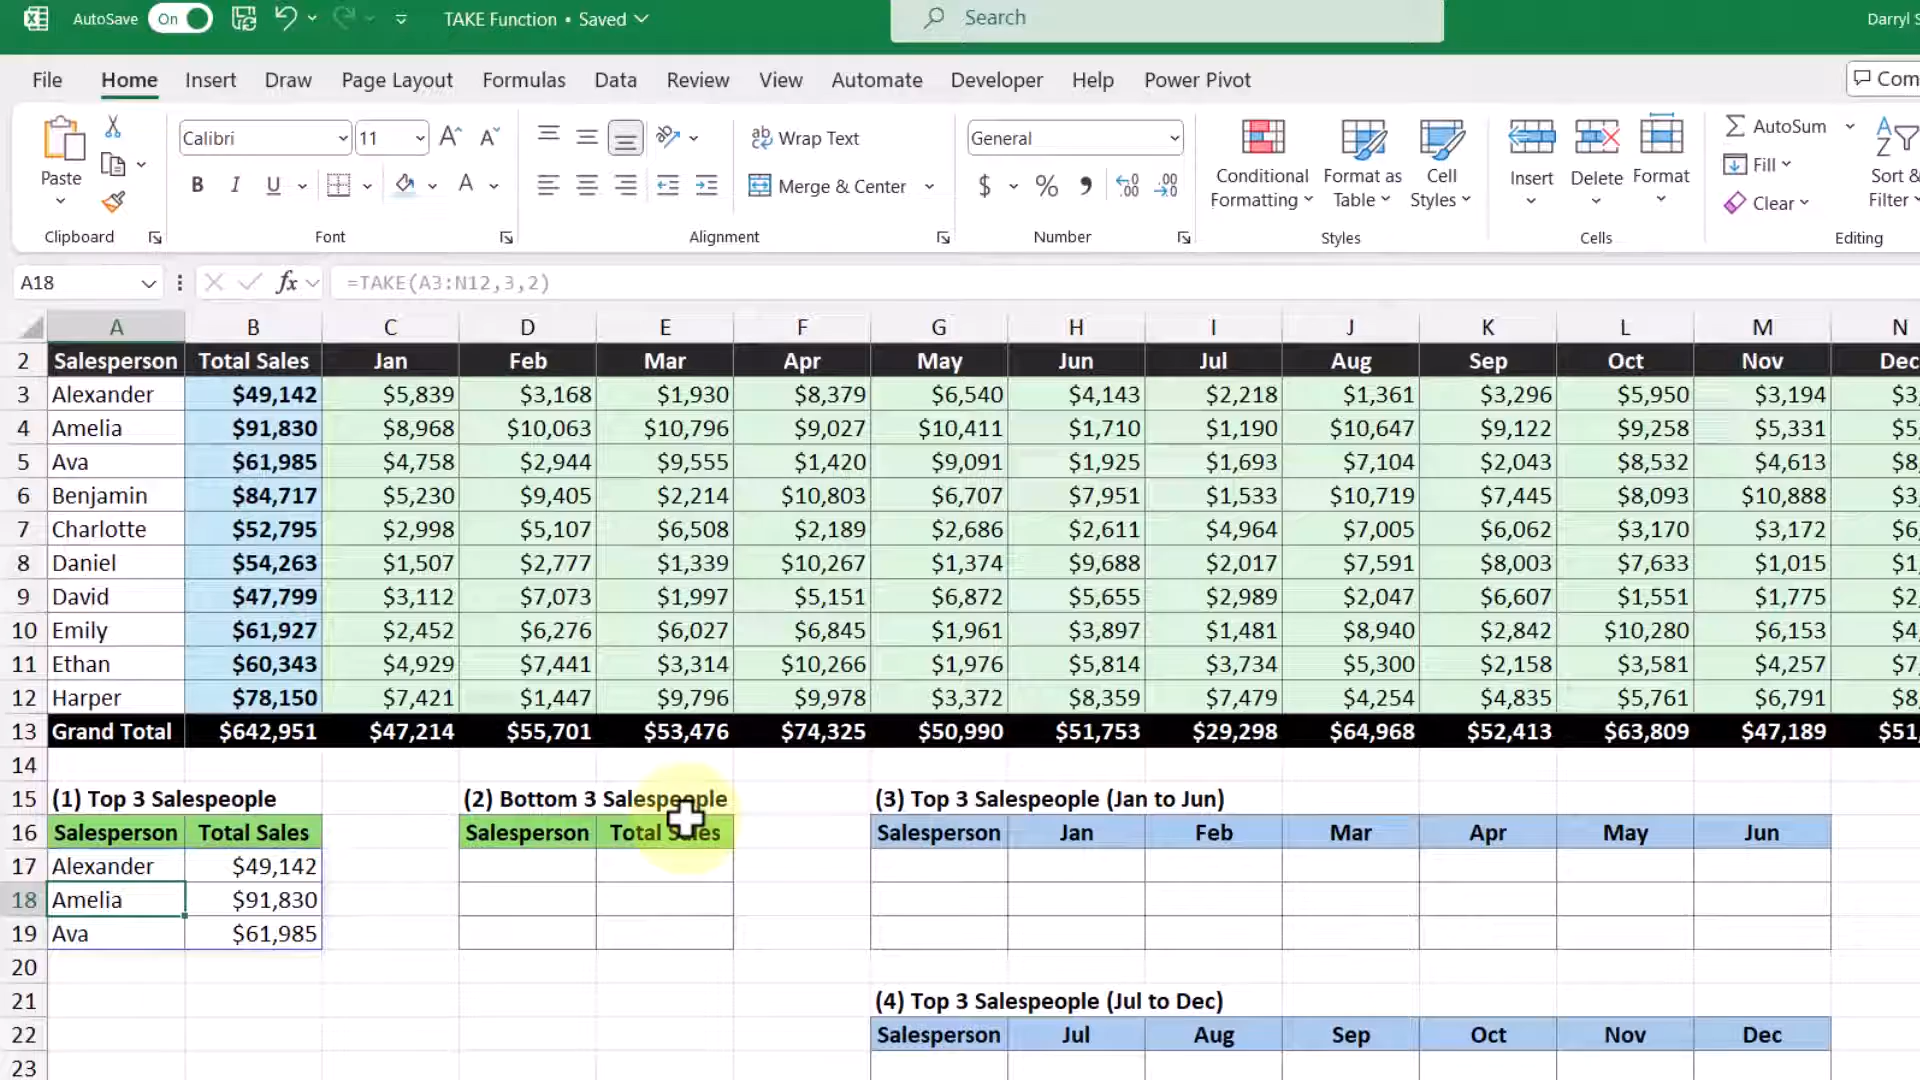 AutoSave On TAKE Function • Saved Search Darryl S
File Home Insert Draw Page Layout Formulas Data Review View Automate Developer Help Power Pivot Com
Paste Calibri 11 Wrap Text General Conditional Formatting Format as Table Cell Styles Insert Delete Format AutoSum
B I U A Merge & Center $ % Fill Sort & Filter
Clear
Clipboard Font Alignment Number Styles Cells Editing
A18 fx =TAKE(A3:N12,3,2)
A B C D E F G H I J K L M N
2 Salesperson Total Sales Jan Feb Mar Apr May Jun Jul Aug Sep Oct Nov Dec
3 Alexander $49,142 $5,839 $3,168 $1,930 $8,379 $6,540 $4,143 $2,218 $1,361 $3,296 $5,950 $3,194 $3,
4 Amelia $91,830 $8,968 $10,063 $10,796 $9,027 $10,411 $1,710 $1,190 $10,647 $9,122 $9,258 $5,331 $5,
5 Ava $61,985 $4,758 $2,944 $9,555 $1,420 $9,091 $1,925 $1,693 $7,104 $2,043 $8,532 $4,613 $8,
6 Benjamin $84,717 $5,230 $9,405 $2,214 $10,803 $6,707 $7,951 $1,533 $10,719 $7,445 $8,093 $10,888 $3,
7 Charlotte $52,795 $2,998 $5,107 $6,508 $2,189 $2,686 $2,611 $4,964 $7,005 $6,062 $3,170 $3,172 $6,
8 Daniel $54,263 $1,507 $2,777 $1,339 $10,267 $1,374 $9,688 $2,017 $7,591 $8,003 $7,633 $1,015 $1,
9 David $47,799 $3,112 $7,073 $1,997 $5,151 $6,872 $5,655 $2,989 $2,047 $6,607 $1,551 $1,775 $2,
10 Emily $61,927 $2,452 $6,276 $6,027 $6,845 $1,961 $3,897 $1,481 $8,940 $2,842 $10,280 $6,153 $4,
11 Ethan $60,343 $4,929 $7,441 $3,314 $10,266 $1,976 $5,814 $3,734 $5,300 $2,158 $3,581 $4,257 $7,
12 Harper $78,150 $7,421 $1,447 $9,796 $9,978 $3,372 $8,359 $7,479 $4,254 $4,835 $5,761 $6,791 $8,
13 Grand Total $642,951 $47,214 $55,701 $53,476 $74,325 $50,990 $51,753 $29,298 $64,968 $52,413 $63,809 $47,189 $51,
14
15 (1) Top 3 Salespeople (2) Bottom 3 Salespeople (3) Top 3 Salespeople (Jan to Jun)
16 Salesperson Total Sales Salesperson Total Sales Salesperson Jan Feb Mar Apr May Jun
17 Alexander $49,142
18 Amelia $91,830
19 Ava $61,985
20
21 (4) Top 3 Salespeople (Jul to Dec)
22 Salesperson Jul Aug Sep Oct Nov Dec
23